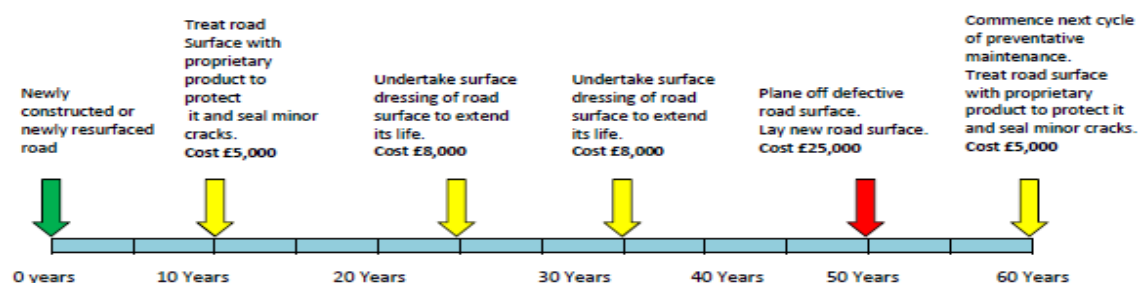 Newly
constructed or
newly resurfaced
road
Treat road
Surface with
proprietary
product to
protect
it and seal minor
cracks.
Cost £5,000
Undertake surface
dressing of road
surface to extend
its life.
Cost £8,000
Undertake surface
dressing of road
surface to extend
its life.
Cost £8,000
Plane off defective
road surface.
Lay new road surface.
Cost £25,000
Commence next cycle
of preventative
maintenance.
Treat road surface
with proprietary
product to protect it
and seal minor cracks.
Cost £5,000
0 years
10 Years
20 Years
30 Years
40 Years
50 Years
60 Years